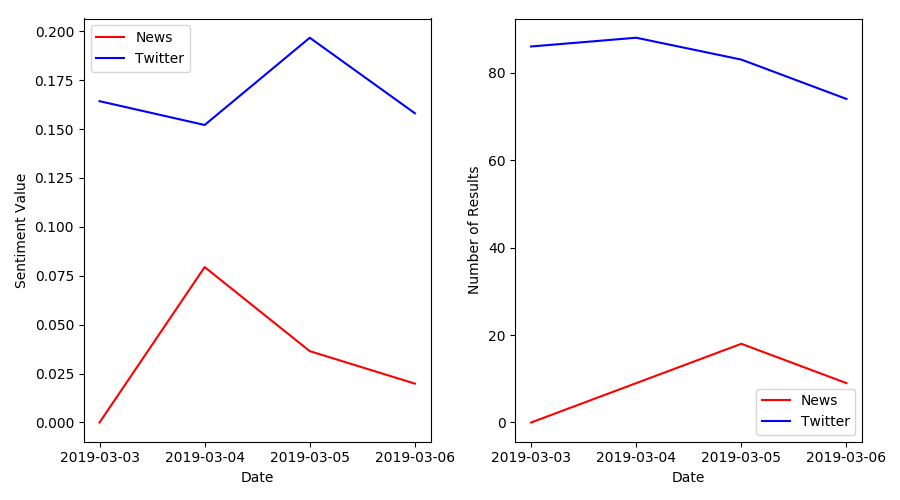 0.200
0.175
0.150
0.125
0.100
0.075
0.050
0.025
0.000
Sentiment Value
News
Twitter
2019-03-03 2019-03-04 2019-03-05 2019-03-06
Date
80
60
40
20
0
Number of Results
News
Twitter
2019-03-03 2019-03-04 2019-03-05 2019-03-06
Date